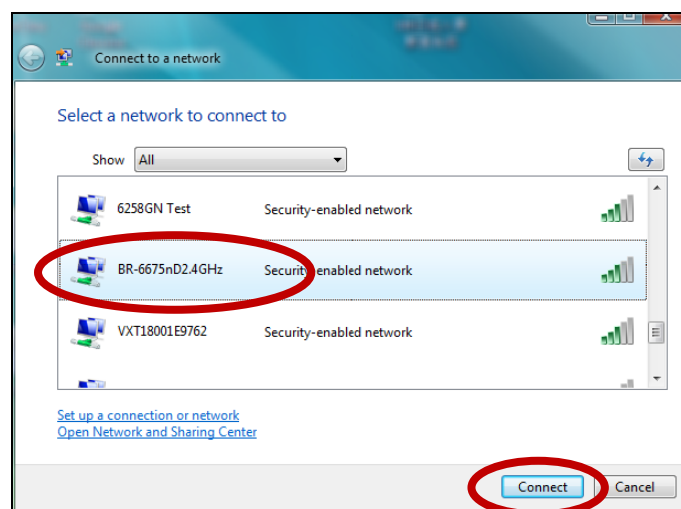 Connect to a network
Select a network to connect to
Show All
6258GN Test Security-enabled network
BR-6675nD2.4GHz Security-enabled network
VXT18001E9762 Security-enabled network
Set up a connection or network
Open Network and Sharing Center
Connect Cancel